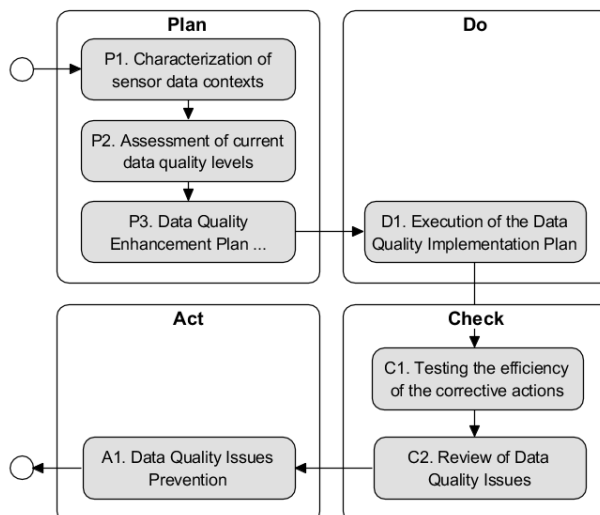 Plan
P1. Characterization of
sensor data contexts
P2. Assessment of current
data quality levels
P3. Data Quality
Enhancement Plan ...
Do
D1. Execution of the Data
Quality Implementation Plan
Check
C1. Testing the efficiency
of the corrective actions
C2. Review of Data
Quality Issues
Act
A1. Data Quality Issues
Prevention